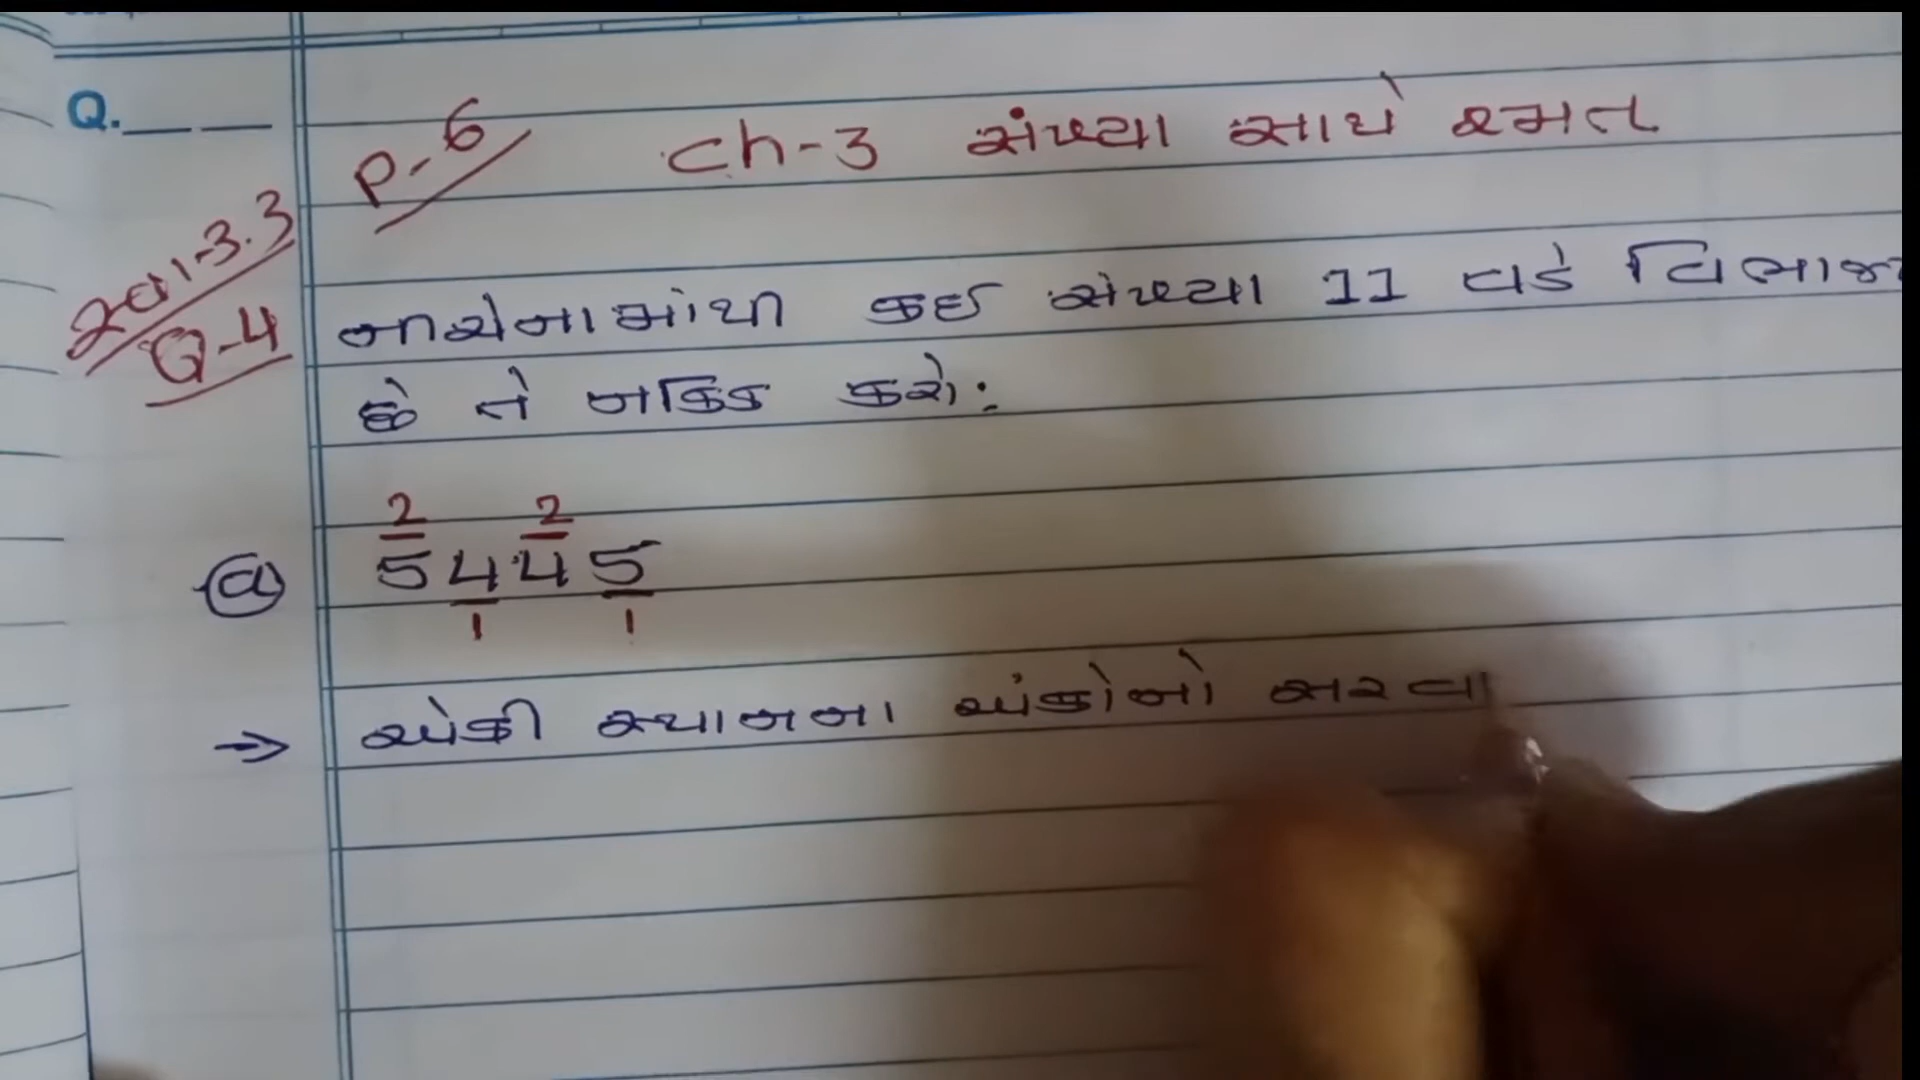 Q.
P-6 Ch-3 સંખ્યા સાથે રમત
સ્વા-3.3
Q-4 નીચેનામાંથી કઈ સંખ્યા 11 વડે વિભાજ્
છે તે નક્કિ કરો:
2 2
(a) 5445
1 1
→ એકી સ્થાનના અંકોનો સરવા